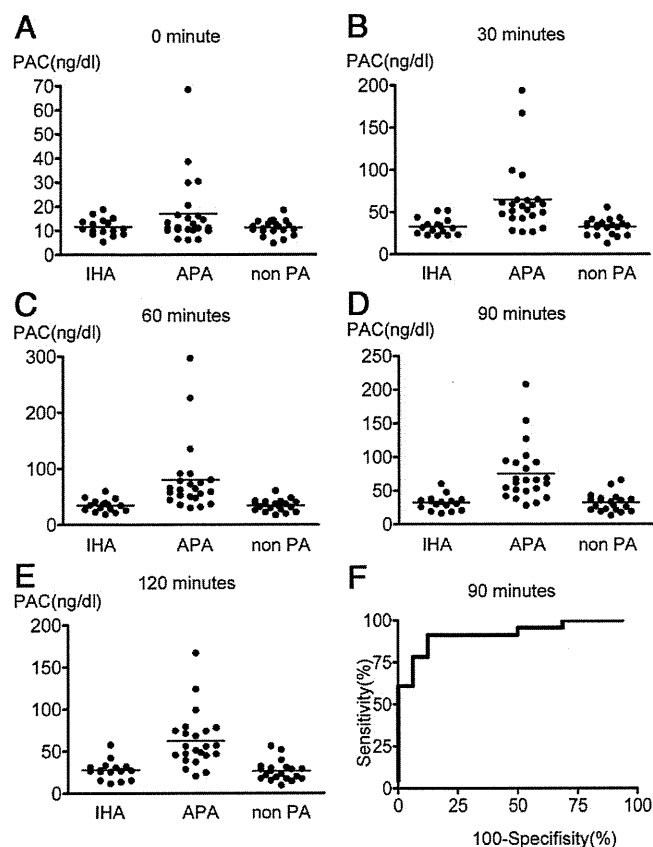 A
0 minute
PAC(ng/dl)
70
60
50
40
30
20
10
0
IHA APA non PA
B
30 minutes
PAC(ng/dl)
200
150
100
50
0
IHA APA non PA
C
60 minutes
PAC(ng/dl)
300
200
100
0
IHA APA non PA
D
90 minutes
PAC(ng/dl)
250
200
150
100
50
0
IHA APA non PA
E
120 minutes
PAC(ng/dl)
200
150
100
50
0
IHA APA non PA
F
90 minutes
Sensitivity(%)
100
75
50
25
0
0 25 50 75 100
100-Specifisity(%)